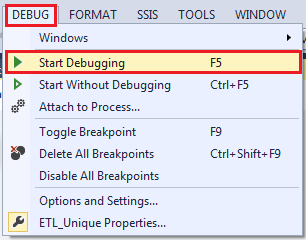 DEBUG FORMAT SSIS TOOLS WINDOW
Windows
Start Debugging F5
Start Without Debugging Ctrl+F5
Attach to Process...
Toggle Breakpoint F9
Delete All Breakpoints Ctrl+Shift+F9
Disable All Breakpoints
Options and Settings...
ETL_Unique Properties...